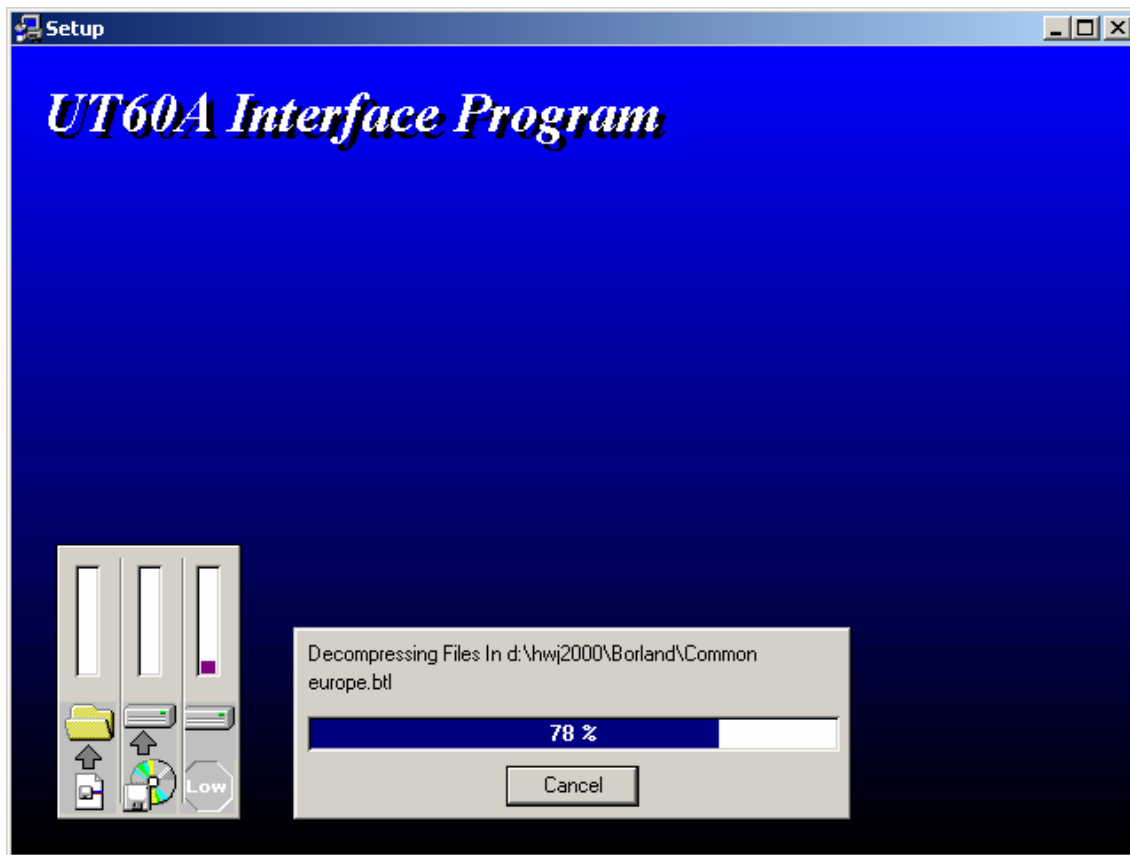 Setup
UT60A Interface Program
Decompressing Files In d:\hwj2000\Borland\Common
europe.btl
78 %
Low
Cancel